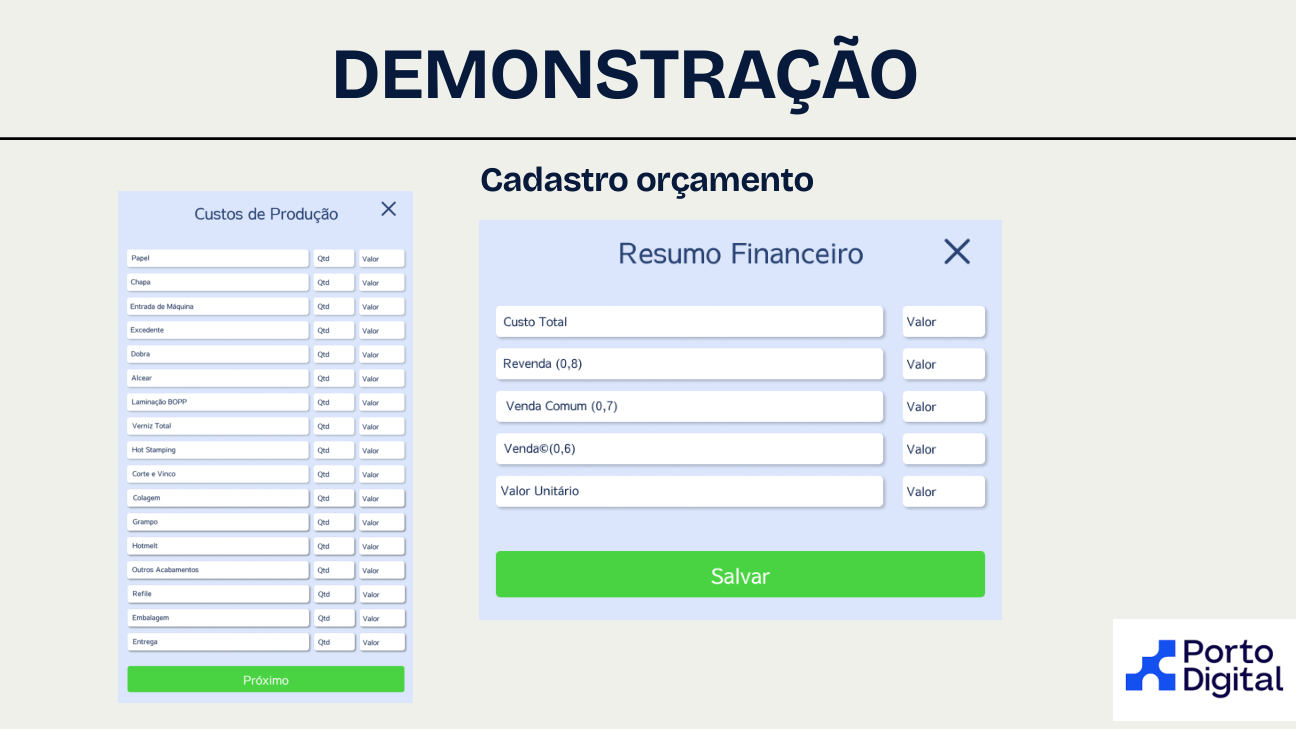 DEMONSTRAÇÃO
Cadastro orçamento
Custos de Produção
Papel Qtd Valor
Chapa Qtd Valor
Entrada de Máquina Qtd Valor
Excedente Qtd Valor
Dobra Qtd Valor
Alcear Qtd Valor
Laminação BOPP Qtd Valor
Verniz Total Qtd Valor
Hot Stamping Qtd Valor
Corte e Vinco Qtd Valor
Colagem Qtd Valor
Grampo Qtd Valor
Hotmelt Qtd Valor
Outros Acabamentos Qtd Valor
Refile Qtd Valor
Embalagem Qtd Valor
Entrega Qtd Valor
Próximo
Resumo Financeiro
Custo Total Valor
Revenda (0,8) Valor
Venda Comum (0,7) Valor
Venda©(0,6) Valor
Valor Unitário Valor
Salvar
Porto
Digital